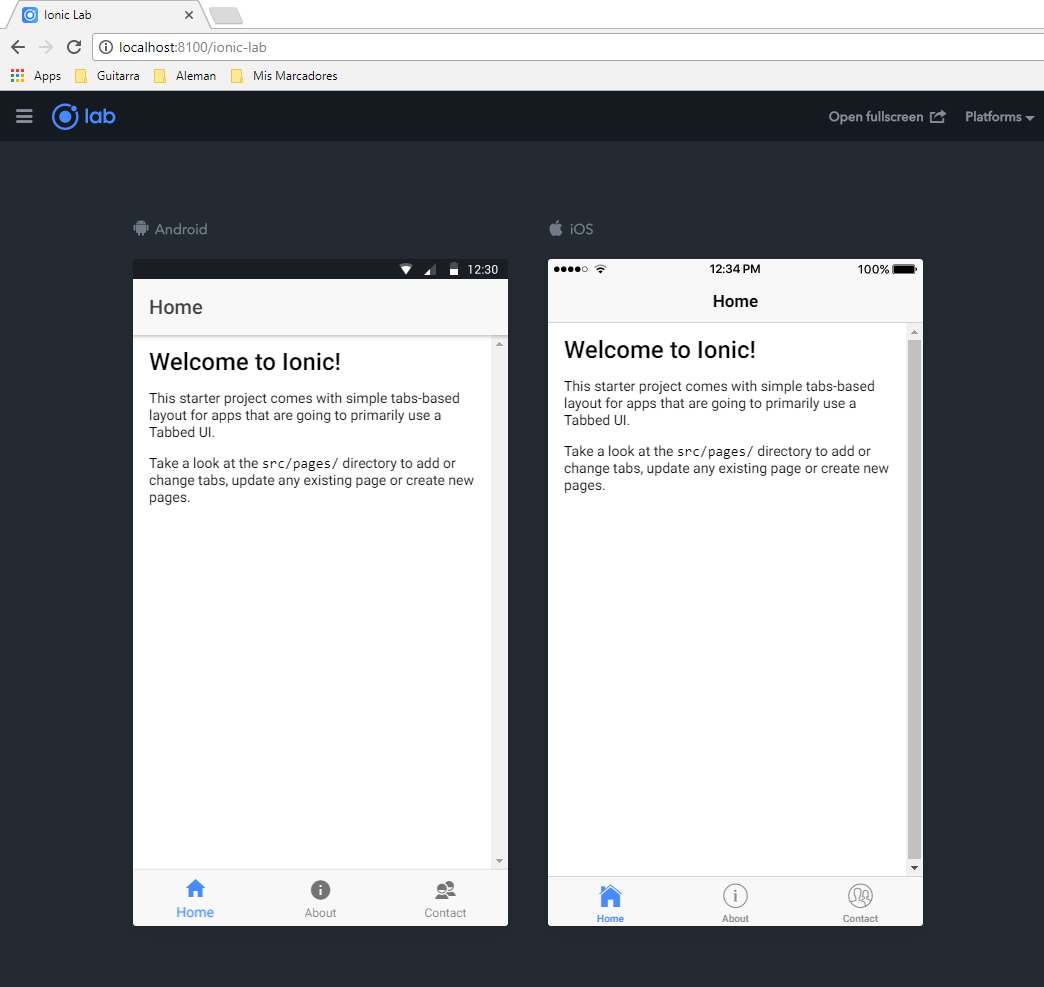 Ionic Lab
localhost:8100/ionic-lab
Apps Guitarra Aleman Mis Marcadores
lab Open fullscreen Platforms
Android
12:30
Home
Welcome to Ionic!
This starter project comes with simple tabs-based
layout for apps that are going to primarily use a
Tabbed UI.
Take a look at the src/pages/ directory to add or
change tabs, update any existing page or create new
pages.
Home About Contact
iOS
12:34 PM 100%
Home
Welcome to Ionic!
This starter project comes with simple tabs-based
layout for apps that are going to primarily use a
Tabbed UI.
Take a look at the src/pages/ directory to add or
change tabs, update any existing page or create new
pages.
Home About Contact